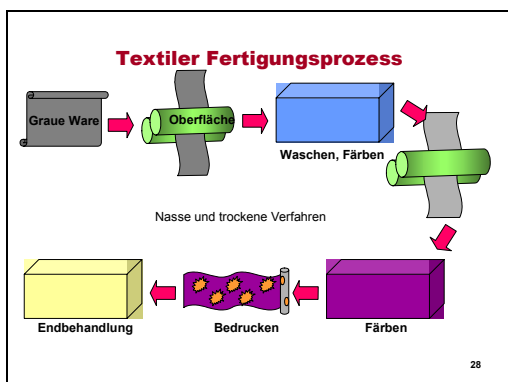 Textiler Fertigungsprozess
Graue Ware
Oberfläche
Waschen, Färben
Nasse und trockene Verfahren
Endbehandlung
Bedrucken
Färben
28